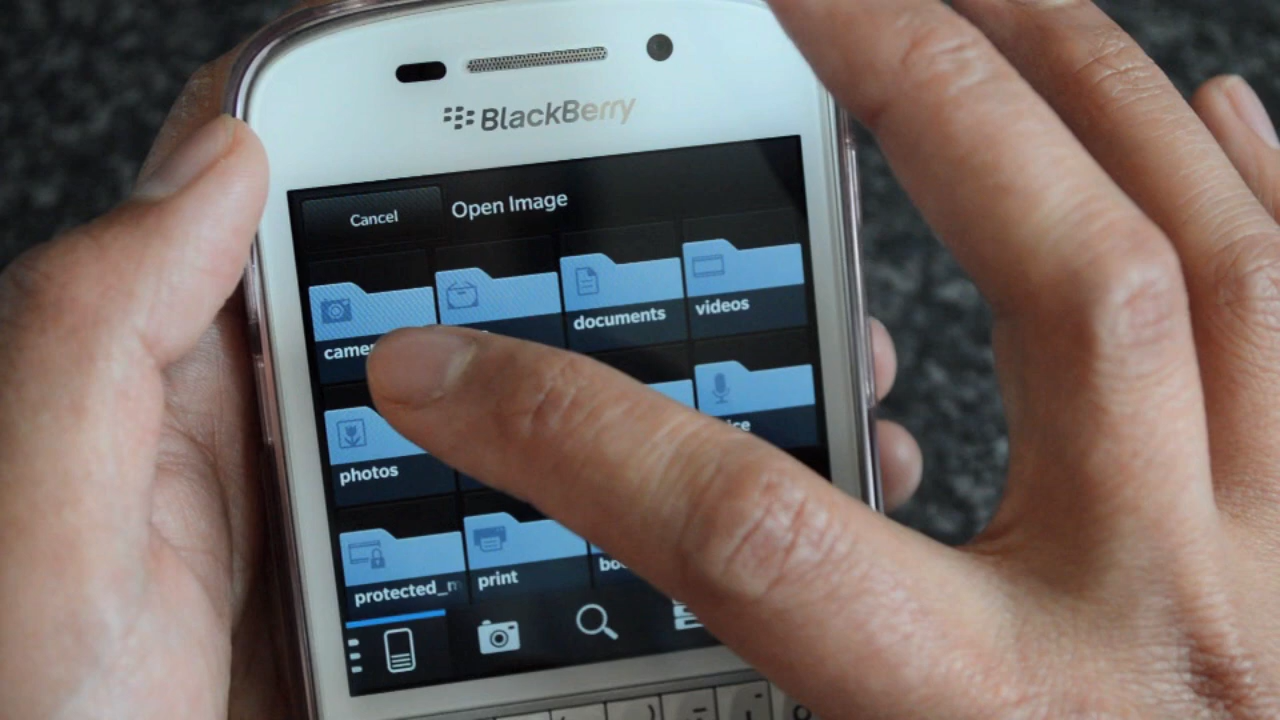 BlackBerry
Cancel Open Image
documents videos
photos
print